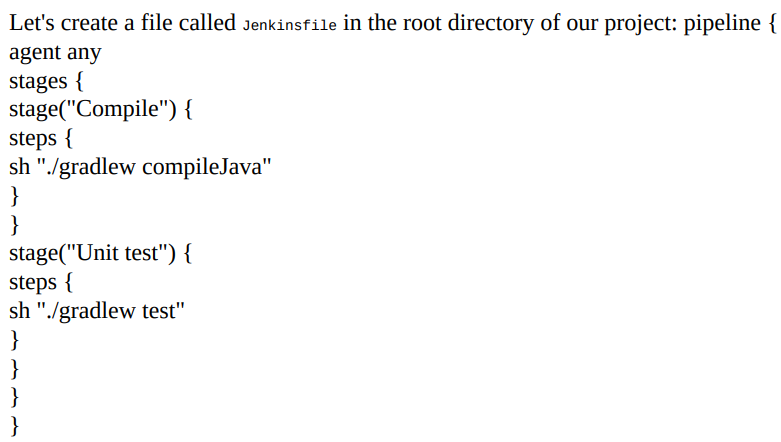 Let's create a file called Jenkinsfile in the root directory of our project: pipeline {
agent any
stages {
stage("Compile") {
steps {
sh "./gradlew compileJava"
}
}
stage("Unit test") {
steps {
sh "./gradlew test"
}
}
}
}